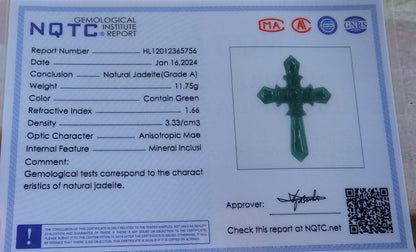 NQTC®
GEMOLOGICAL
INSTITUTE
REPORT
MA
GNBS
Report Number HL12012365756
Date Jan 16,2024
Conclusion Natural Jadeite(Grade A)
Weight 11.75g
Color Contain Green
Refractive Index 1.66
Density 3.33/cm3
Optic Character Anisotropic Mae
Internal Feature Mineral Inclusi
Comment:
Gemological tests correspond to the charact
eristics of natural jadeite.
Approver:
Check this report at NQTC.net